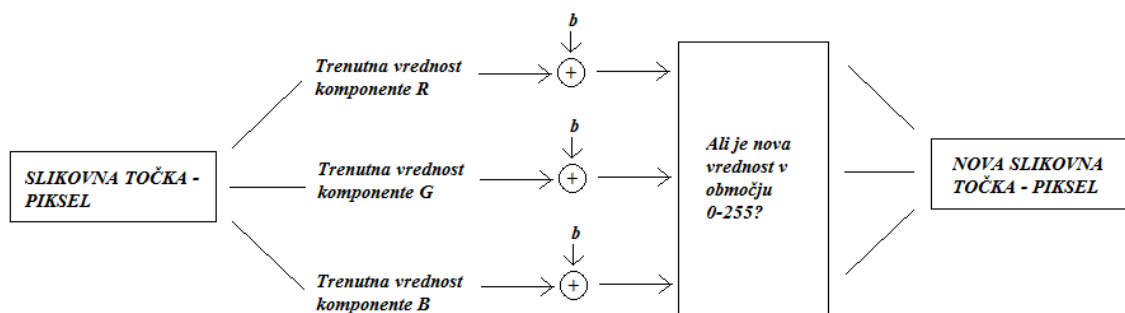 b
Trenutna vrednost
komponente R
+
b
SLIKOVNA TOČKA -
PIKSEL
Trenutna vrednost
komponente G
+
Ali je nova
vrednost v
območju
0-255?
NOVA SLIKOVNA
TOČKA - PIKSEL
b
Trenutna vrednost
komponente B
+